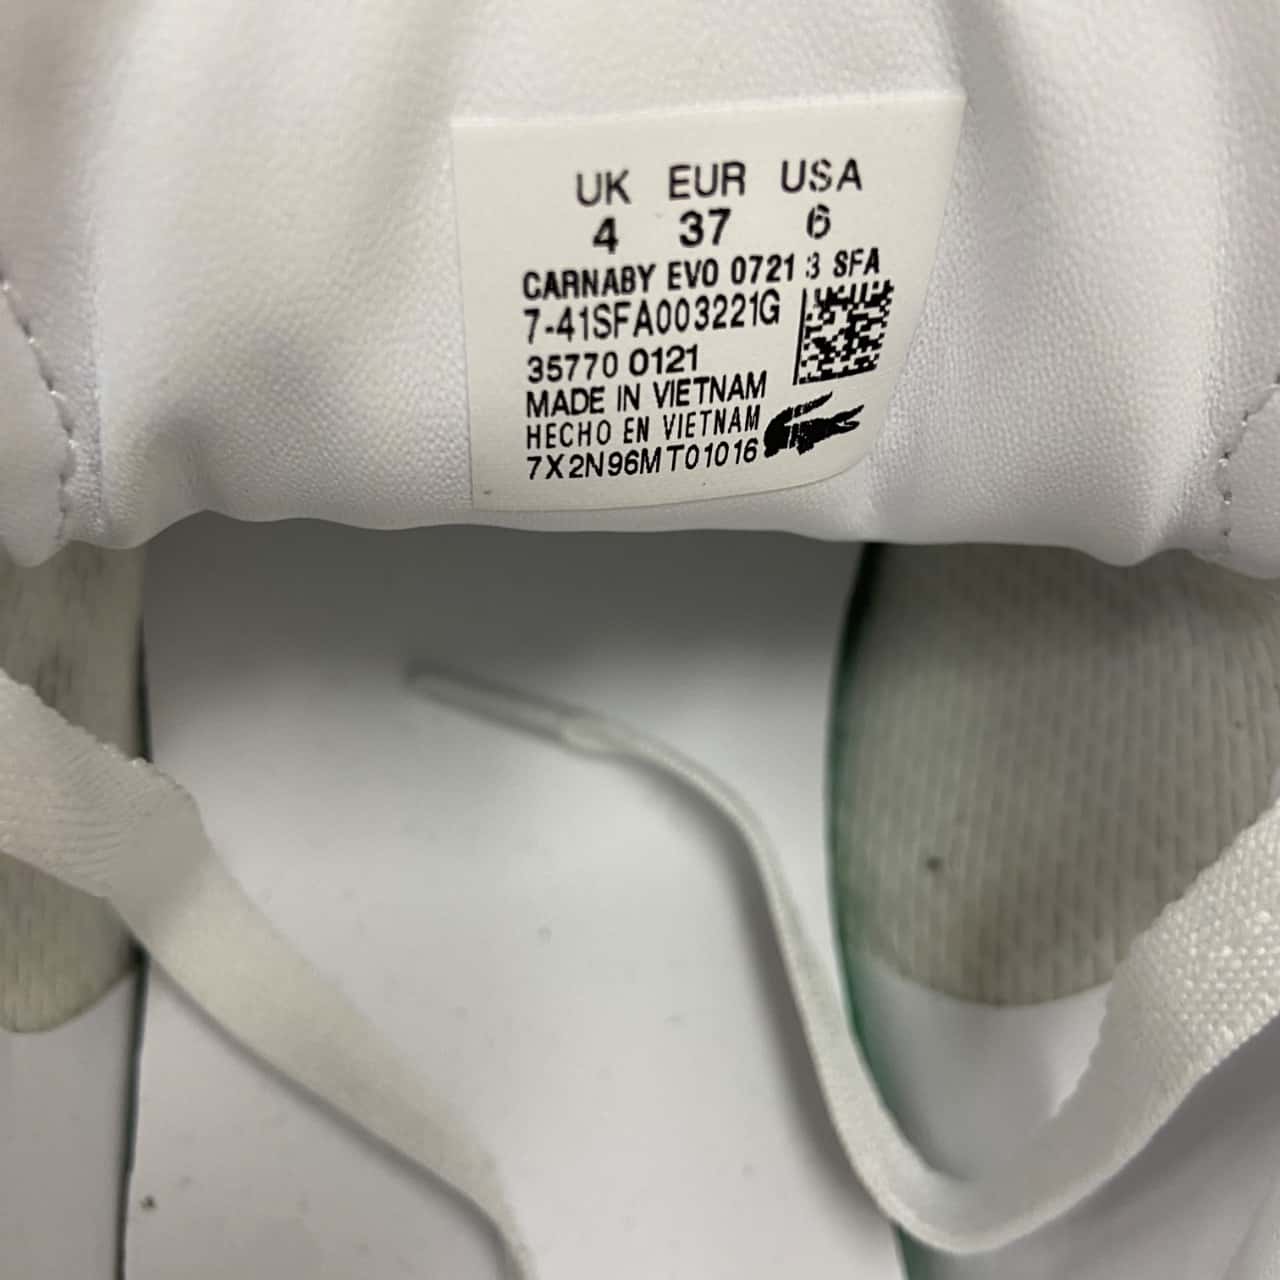 UK EUR USA
4 37 6
CARNABY EVO 0721 3 SFA
7-41SFA003221G
35770 0121
MADE IN VIETNAM
HECHO EN VIETNAM
7X2N96MT01016